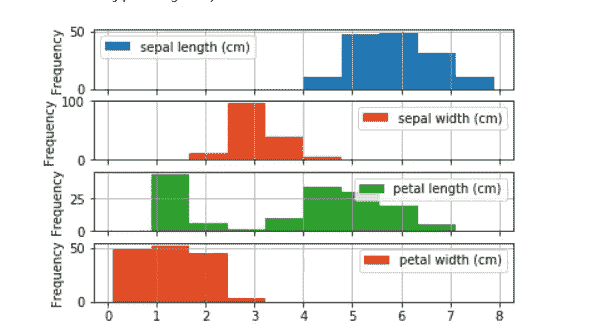 50
0
Frequency
sepal length (cm)
100
0
Frequency
sepal width (cm)
25
0
Frequency
petal length (cm)
50
0
Frequency
petal width (cm)
0 1 2 3 4 5 6 7 8